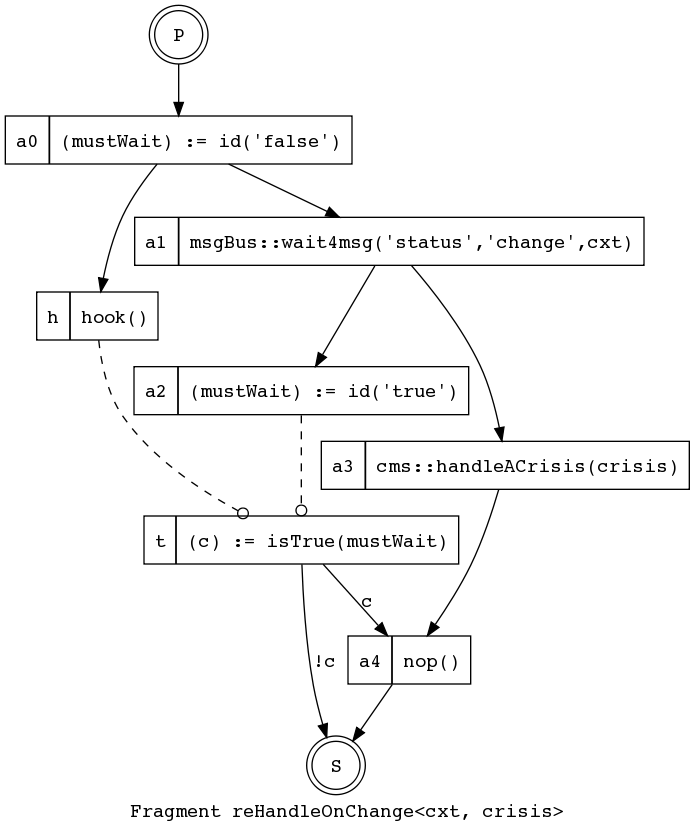 P
a0 (mustWait) := id('false')
a1 msgBus::wait4msg('status','change',cxt)
h hook()
a2 (mustWait) := id('true')
a3 cms::handleACrisis(crisis)
t (c) := isTrue(mustWait)
c
!c
a4 nop()
S
Fragment reHandleOnChange<cxt, crisis>